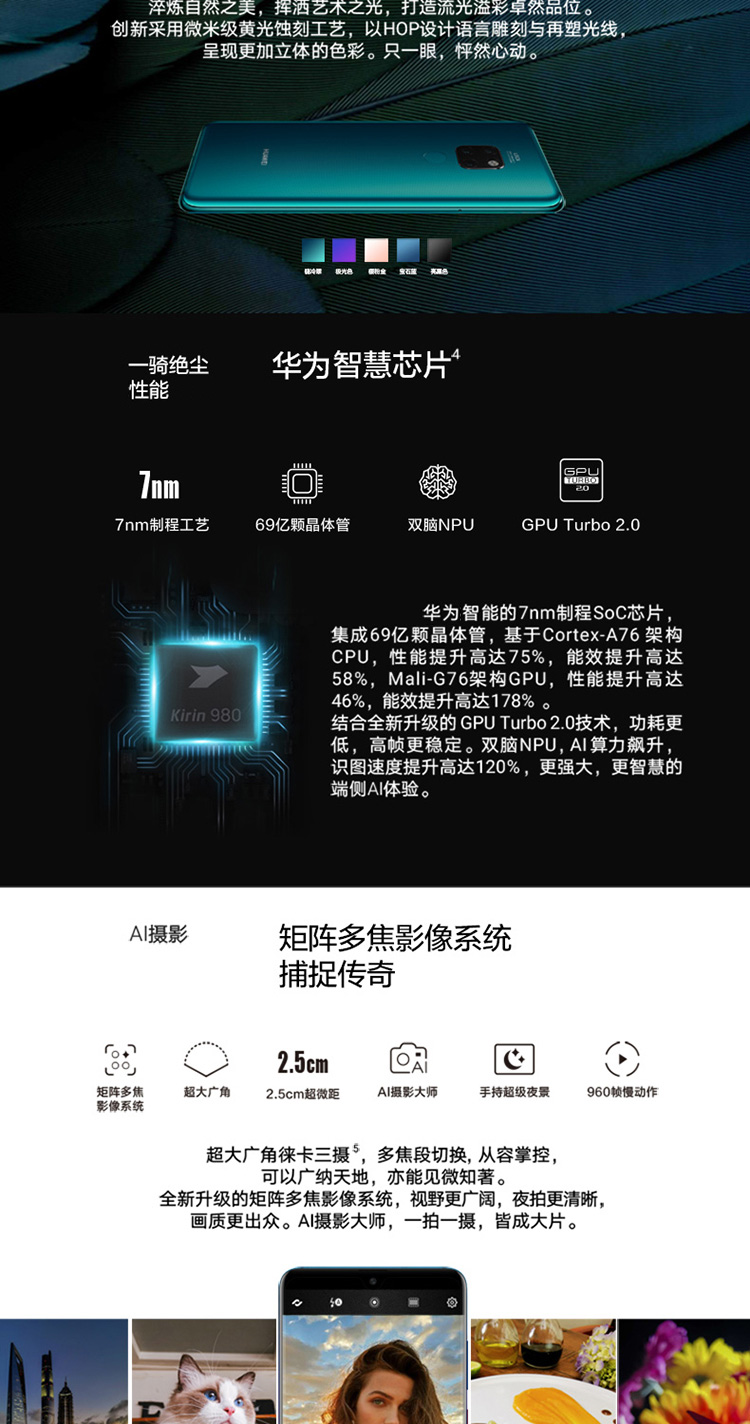 淬炼自然之美，挥洒艺术之光，打造流光溢彩卓然品位。
创新采用微米级黄光蚀刻工艺，以HOP设计语言雕刻与再塑光线，
呈现更加立体的色彩。只一眼，怦然心动。
HUAWEI
翡冷翠 极光色 樱粉金 宝石蓝 亮黑色
一骑绝尘
性能
华为智慧芯片4
7nm
GPU
TURBO
2.0
7nm制程工艺 69亿颗晶体管 双脑NPU GPU Turbo 2.0
Kirin 980
华为智能的7nm制程SoC芯片，
集成69亿颗晶体管，基于Cortex-A76 架构
CPU，性能提升高达75%，能效提升高达
58%，Mali-G76架构GPU，性能提升高达
46%，能效提升高达178% 。
结合全新升级的 GPU Turbo 2.0技术，功耗更
低，高帧更稳定。双脑NPU，AI 算力飙升，
识图速度提升高达120%，更强大，更智慧的
端侧AI体验。
AI摄影
矩阵多焦影像系统
捕捉传奇
2.5cm
AI
矩阵多焦
影像系统
超大广角 2.5cm超微距 AI摄影大师 手持超级夜景 960帧慢动作
超大广角徕卡三摄5，多焦段切换, 从容掌控，
可以广纳天地，亦能见微知著。
全新升级的矩阵多焦影像系统，视野更广阔，夜拍更清晰，
画质更出众。AI摄影大师，一拍一摄，皆成大片。